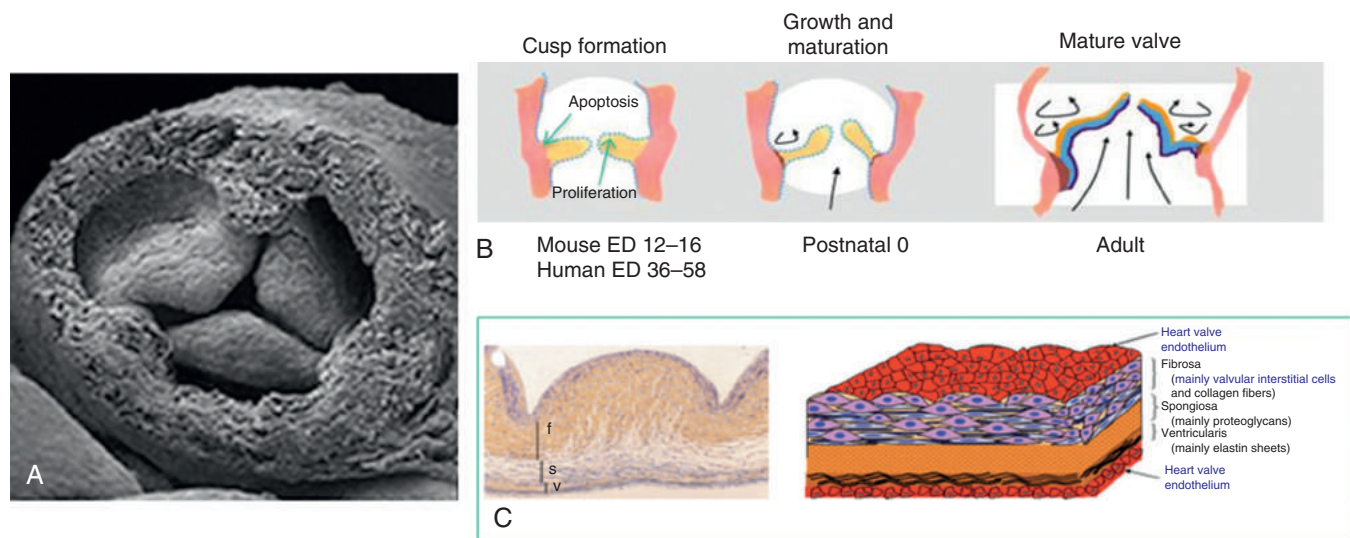 A
Cusp formation
Growth and
maturation
Mature valve
Apoptosis
Proliferation
B
Mouse ED 12–16
Human ED 36–58
Postnatal 0
Adult
f
s
v
C
Heart valve
endothelium
Fibrosa
(mainly valvular interstitial cells
and collagen fibers)
Spongiosa
(mainly proteoglycans)
Ventricularis
(mainly elastin sheets)
Heart valve
endothelium